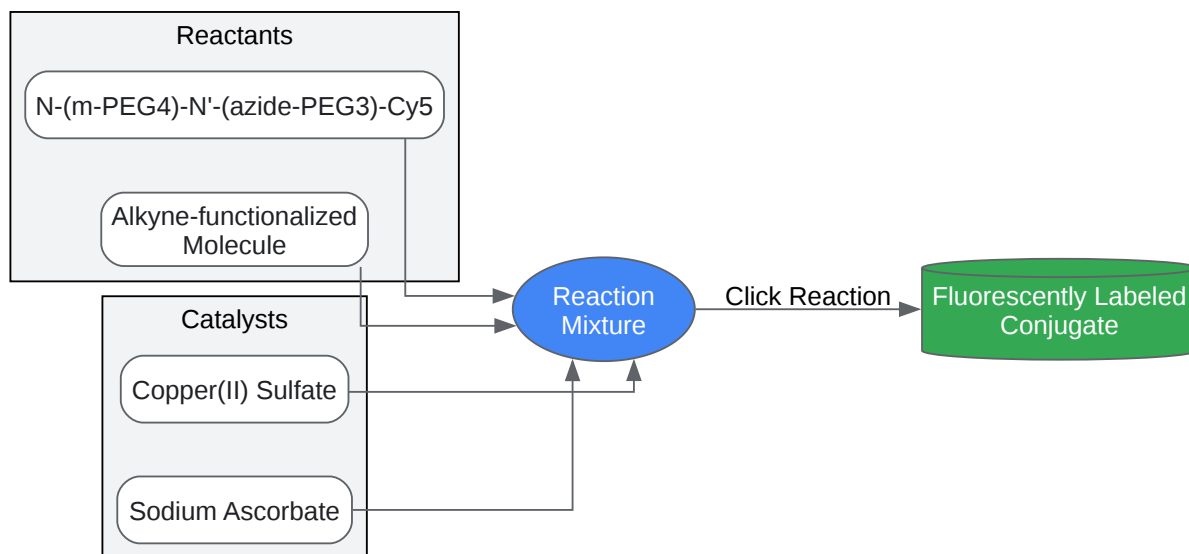 Reactants
N-(m-PEG4)-N'-(azide-PEG3)-Cy5
Alkyne-functionalized
Molecule
Catalysts
Copper(II) Sulfate
Sodium Ascorbate
Reaction
Mixture
Click Reaction
Fluorescently Labeled
Conjugate